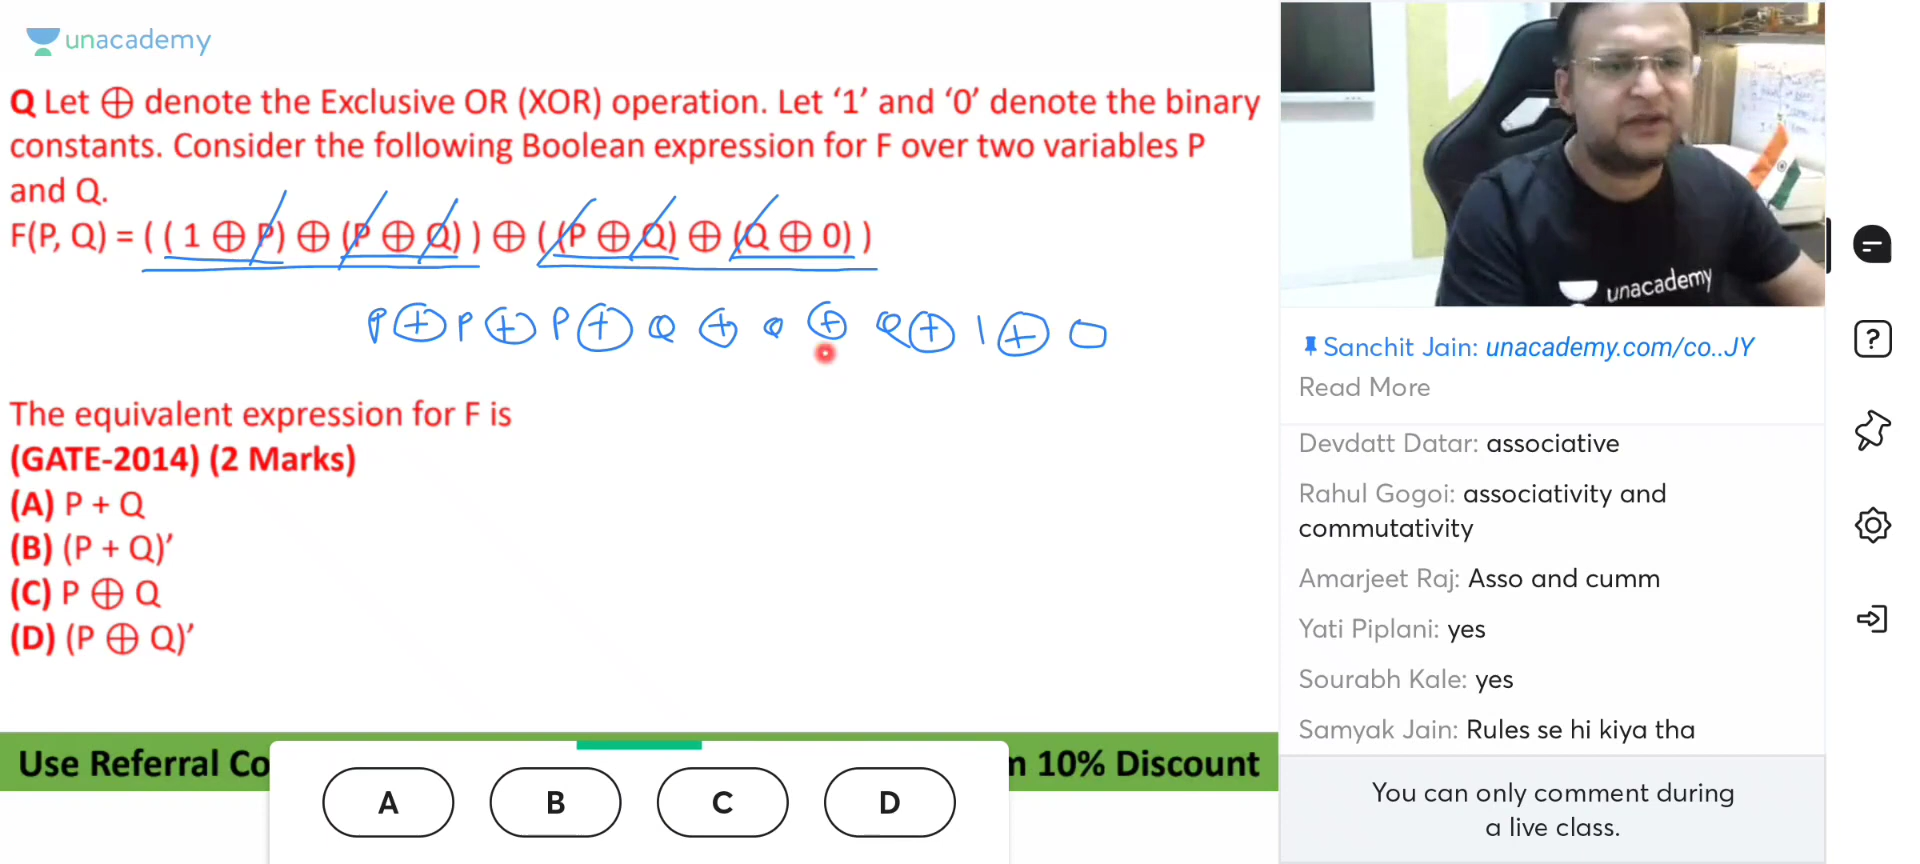 unacademy
Q Let ⊕ denote the Exclusive OR (XOR) operation. Let ‘1’ and ‘0’ denote the binary
constants. Consider the following Boolean expression for F over two variables P
and Q.
F(P, Q) = ( ( 1 ⊕ P) ⊕ (P ⊕ Q) ) ⊕ ( (P ⊕ Q) ⊕ (Q ⊕ 0) )
P ⊕ P ⊕ P ⊕ Q ⊕ Q ⊕ Q ⊕ 1 ⊕ 0
The equivalent expression for F is
(GATE-2014) (2 Marks)
(A) P + Q
(B) (P + Q)’
(C) P ⊕ Q
(D) (P ⊕ Q)’
Use Referral Co
10% Discount
A B C D
unacademy
Sanchit Jain: unacademy.com/co..JY
Read More
Devdatt Datar: associative
Rahul Gogoi: associativity and
commutativity
Amarjeet Raj: Asso and cumm
Yati Piplani: yes
Sourabh Kale: yes
Samyak Jain: Rules se hi kiya tha
You can only comment during
a live class.